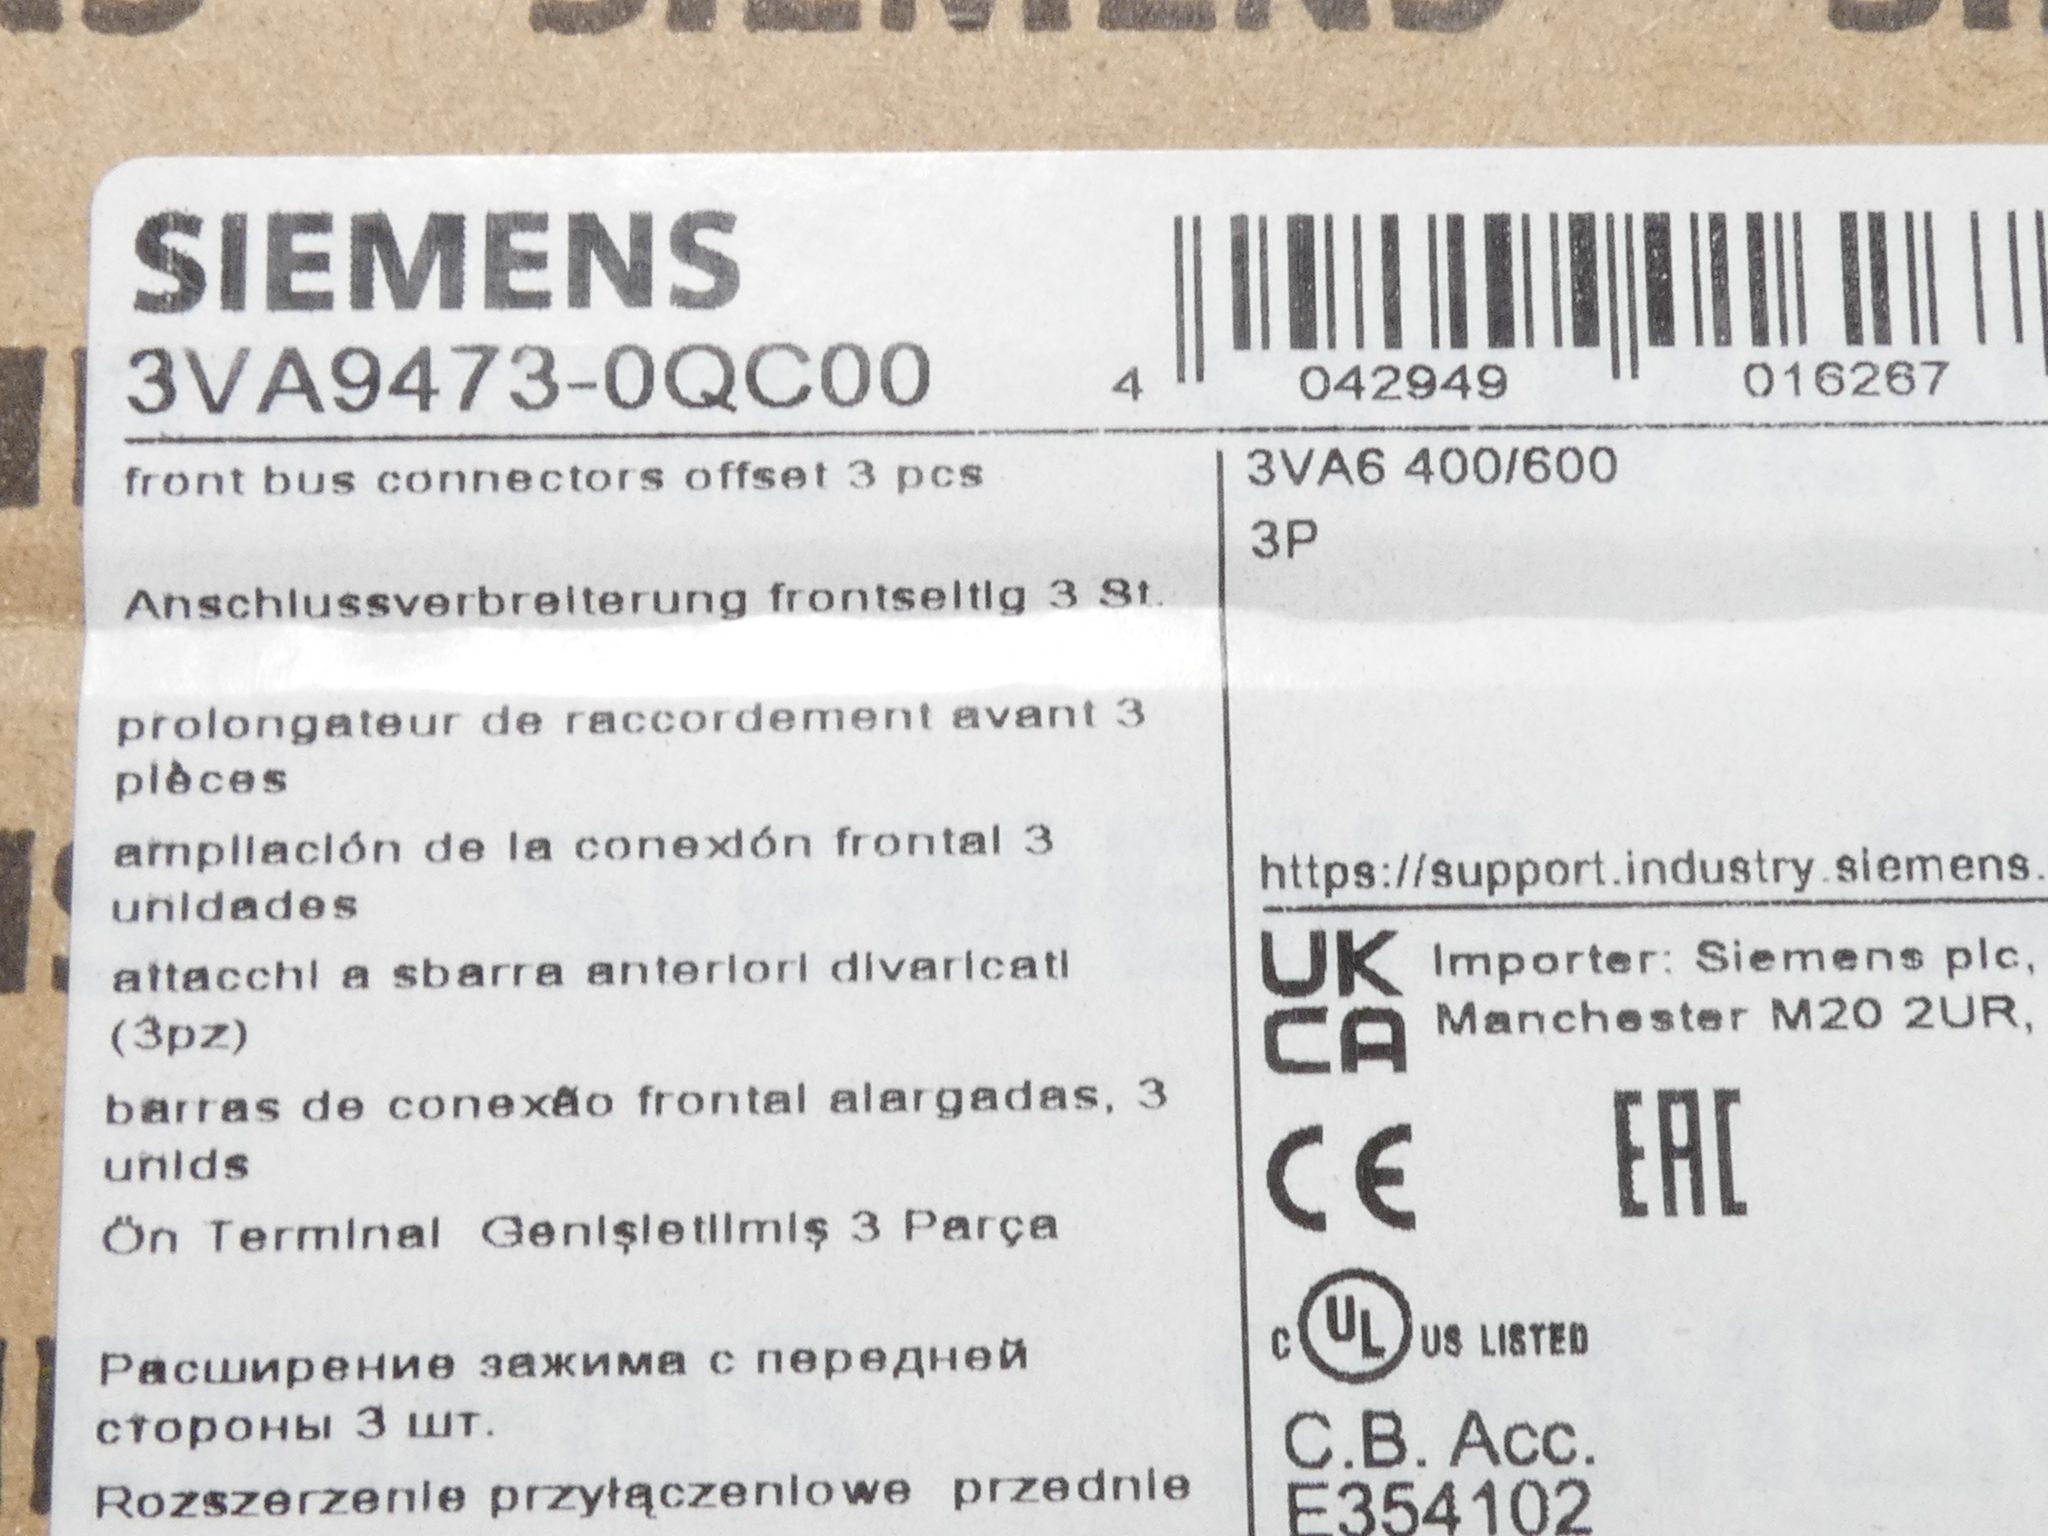 SIEMENS
SIEMENS
3VA9473-0QC00
4 042949 016267
front bus connectors offset 3 pcs
Anschlussverbreiterung frontseitig 3 St.
prolongateur de raccordement avant 3
pièces
ampliación de la conexión frontal 3
unidades
attacchi a sbarra anteriori divaricati
(3pz)
barras de conexão frontal alargadas, 3
unids
Ön Terminal Genişletilmiş 3 Parça
Расширение зажима с передней
стороны 3 шт.
Rozszerzenie przyłączeniowe przednie
3VA6 400/600
3P
https://support.industry.siemens.
UK
CA
Importer: Siemens plc,
Manchester M20 2UR,
CE
EAC
C UL US LISTED
C.B. Acc.
E354102